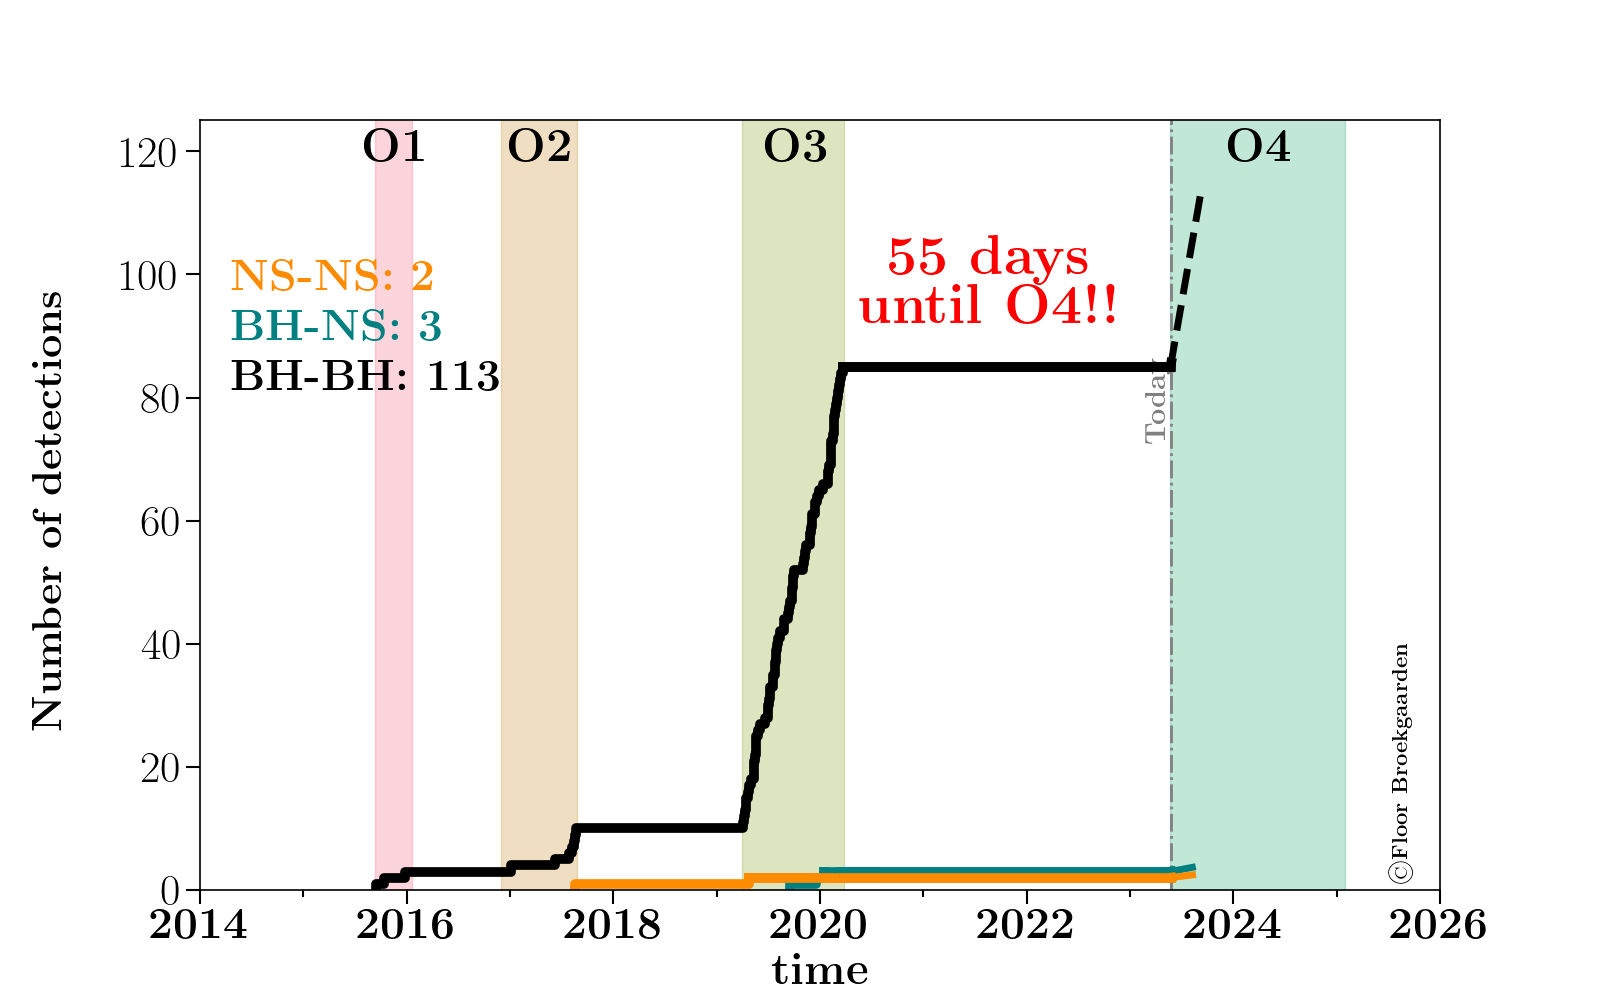 O1
O2
O3
O4
120
100
80
60
40
20
0
NS-NS: 2
BH-NS: 3
BH-BH: 113
55 days
until O4!!
Today
©Floor Broekgaarden
Number of detections
2014
2016
2018
2020
2022
2024
2026
time